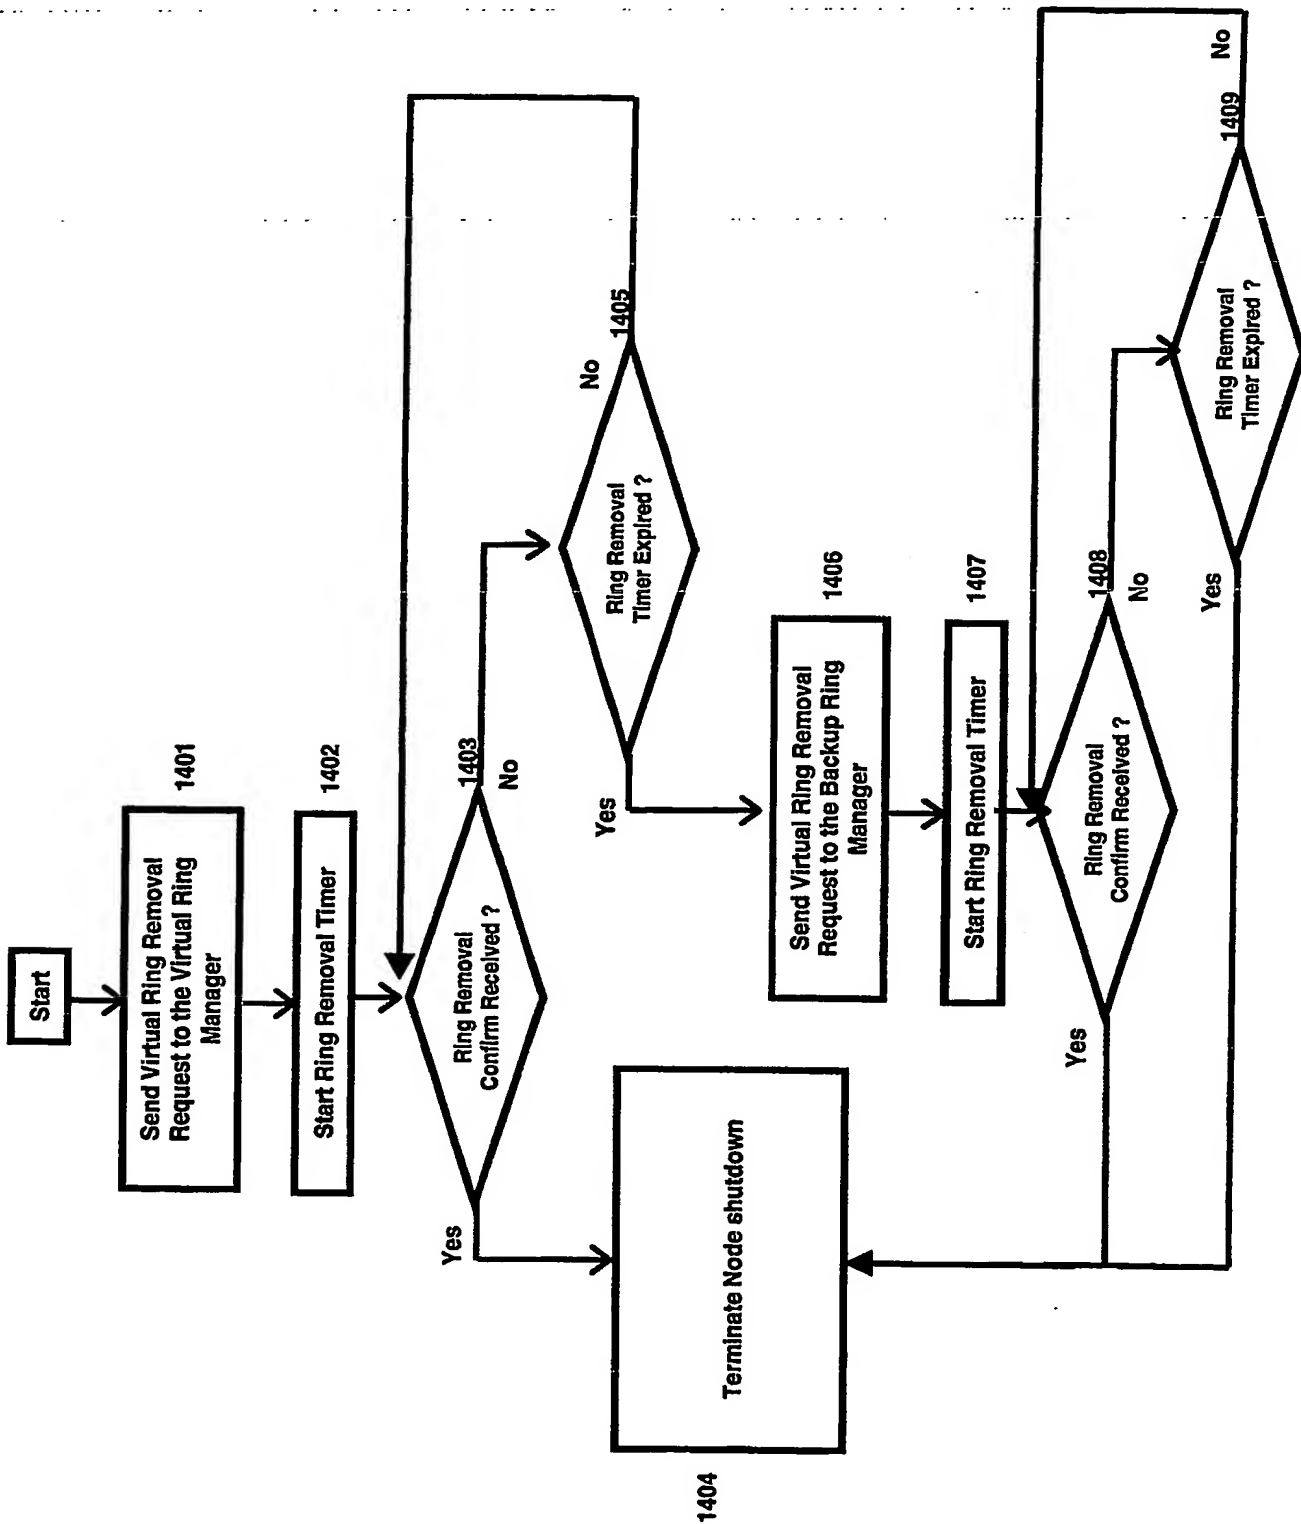 Start
Send Virtual Ring Removal
Request to the Virtual Ring
Manager
1401
Start Ring Removal Timer
1402
Ring Removal
Confirm Received ?
1403
Yes
No
Terminate Node shutdown
1404
Ring Removal
Timer Expired ?
1405
No
Yes
Send Virtual Ring Removal
Request to the Backup Ring
Manager
1406
Start Ring Removal Timer
1407
Ring Removal
Confirm Received ?
1408
Yes
No
Ring Removal
Timer Expired ?
1409
No
Yes